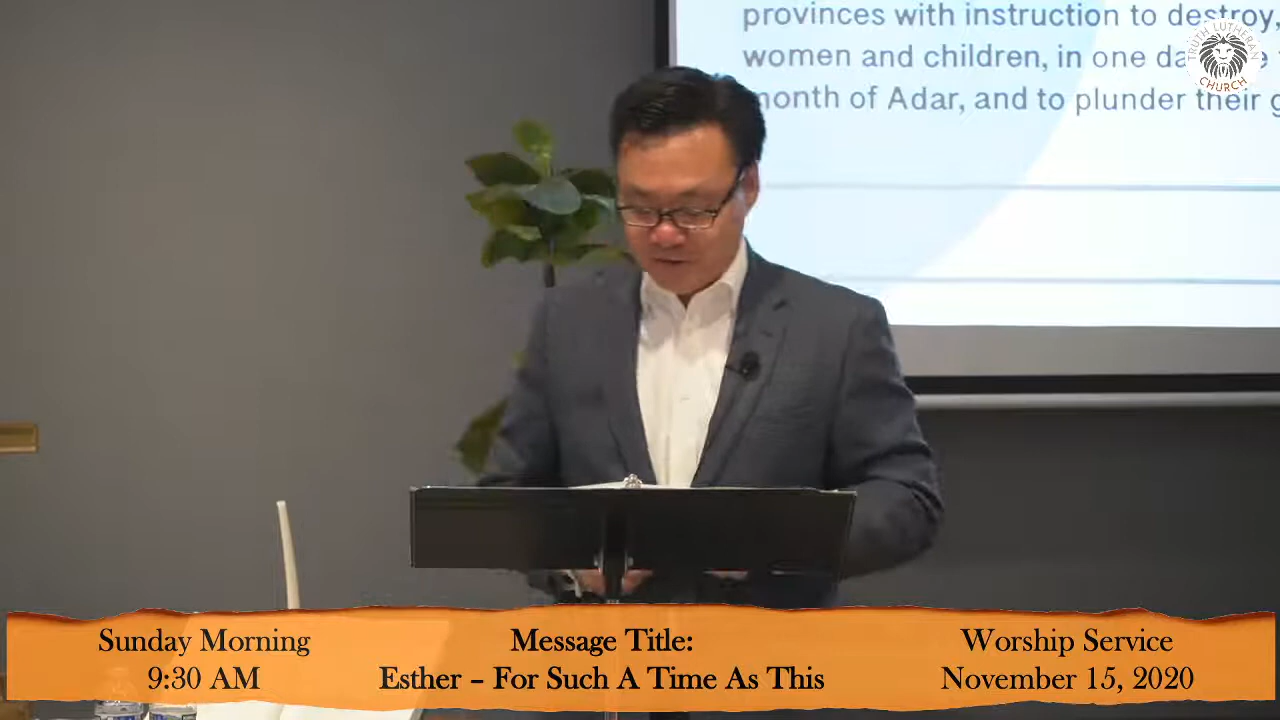 provinces with instruction to destroy,
women and children, in one da
month of Adar, and to plunder their g
TRUTH LUTHERAN
CHURCH
Sunday Morning
9:30 AM
Message Title:
Esther – For Such A Time As This
Worship Service
November 15, 2020